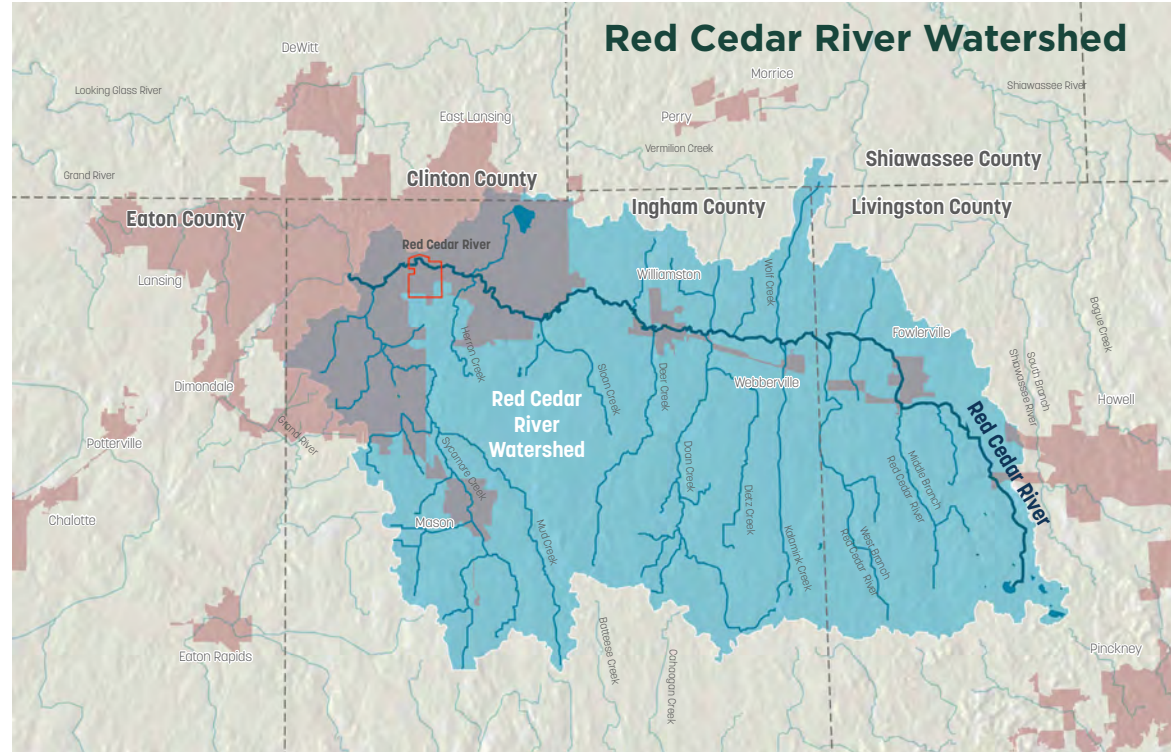 Red Cedar River Watershed
DeWitt
Morrice
Looking Glass River
Shiawassee River
East Lansing
Perry
Vermilion Creek
Shiawassee County
Grand River
Clinton County
Eaton County
Ingham County
Livingston County
Red Cedar River
Lansing
Williamston
Wolf Creek
Bogue Creek
Fowlerville
Herron Creek
South Branch
Shiawassee River
Sloan Creek
Deer Creek
Dimondale
Webberville
Howell
Red Cedar
River
Watershed
Red Cedar River
Grand River
Potterville
Sycamore Creek
Doan Creek
Middle Branch
Red Cedar River
Dietz Creek
Chalotte
Mason
Mud Creek
Kalamink Creek
West Branch
Red Cedar River
Eaton Rapids
Batteese Creek
Cahaogan Creek
Pinckney